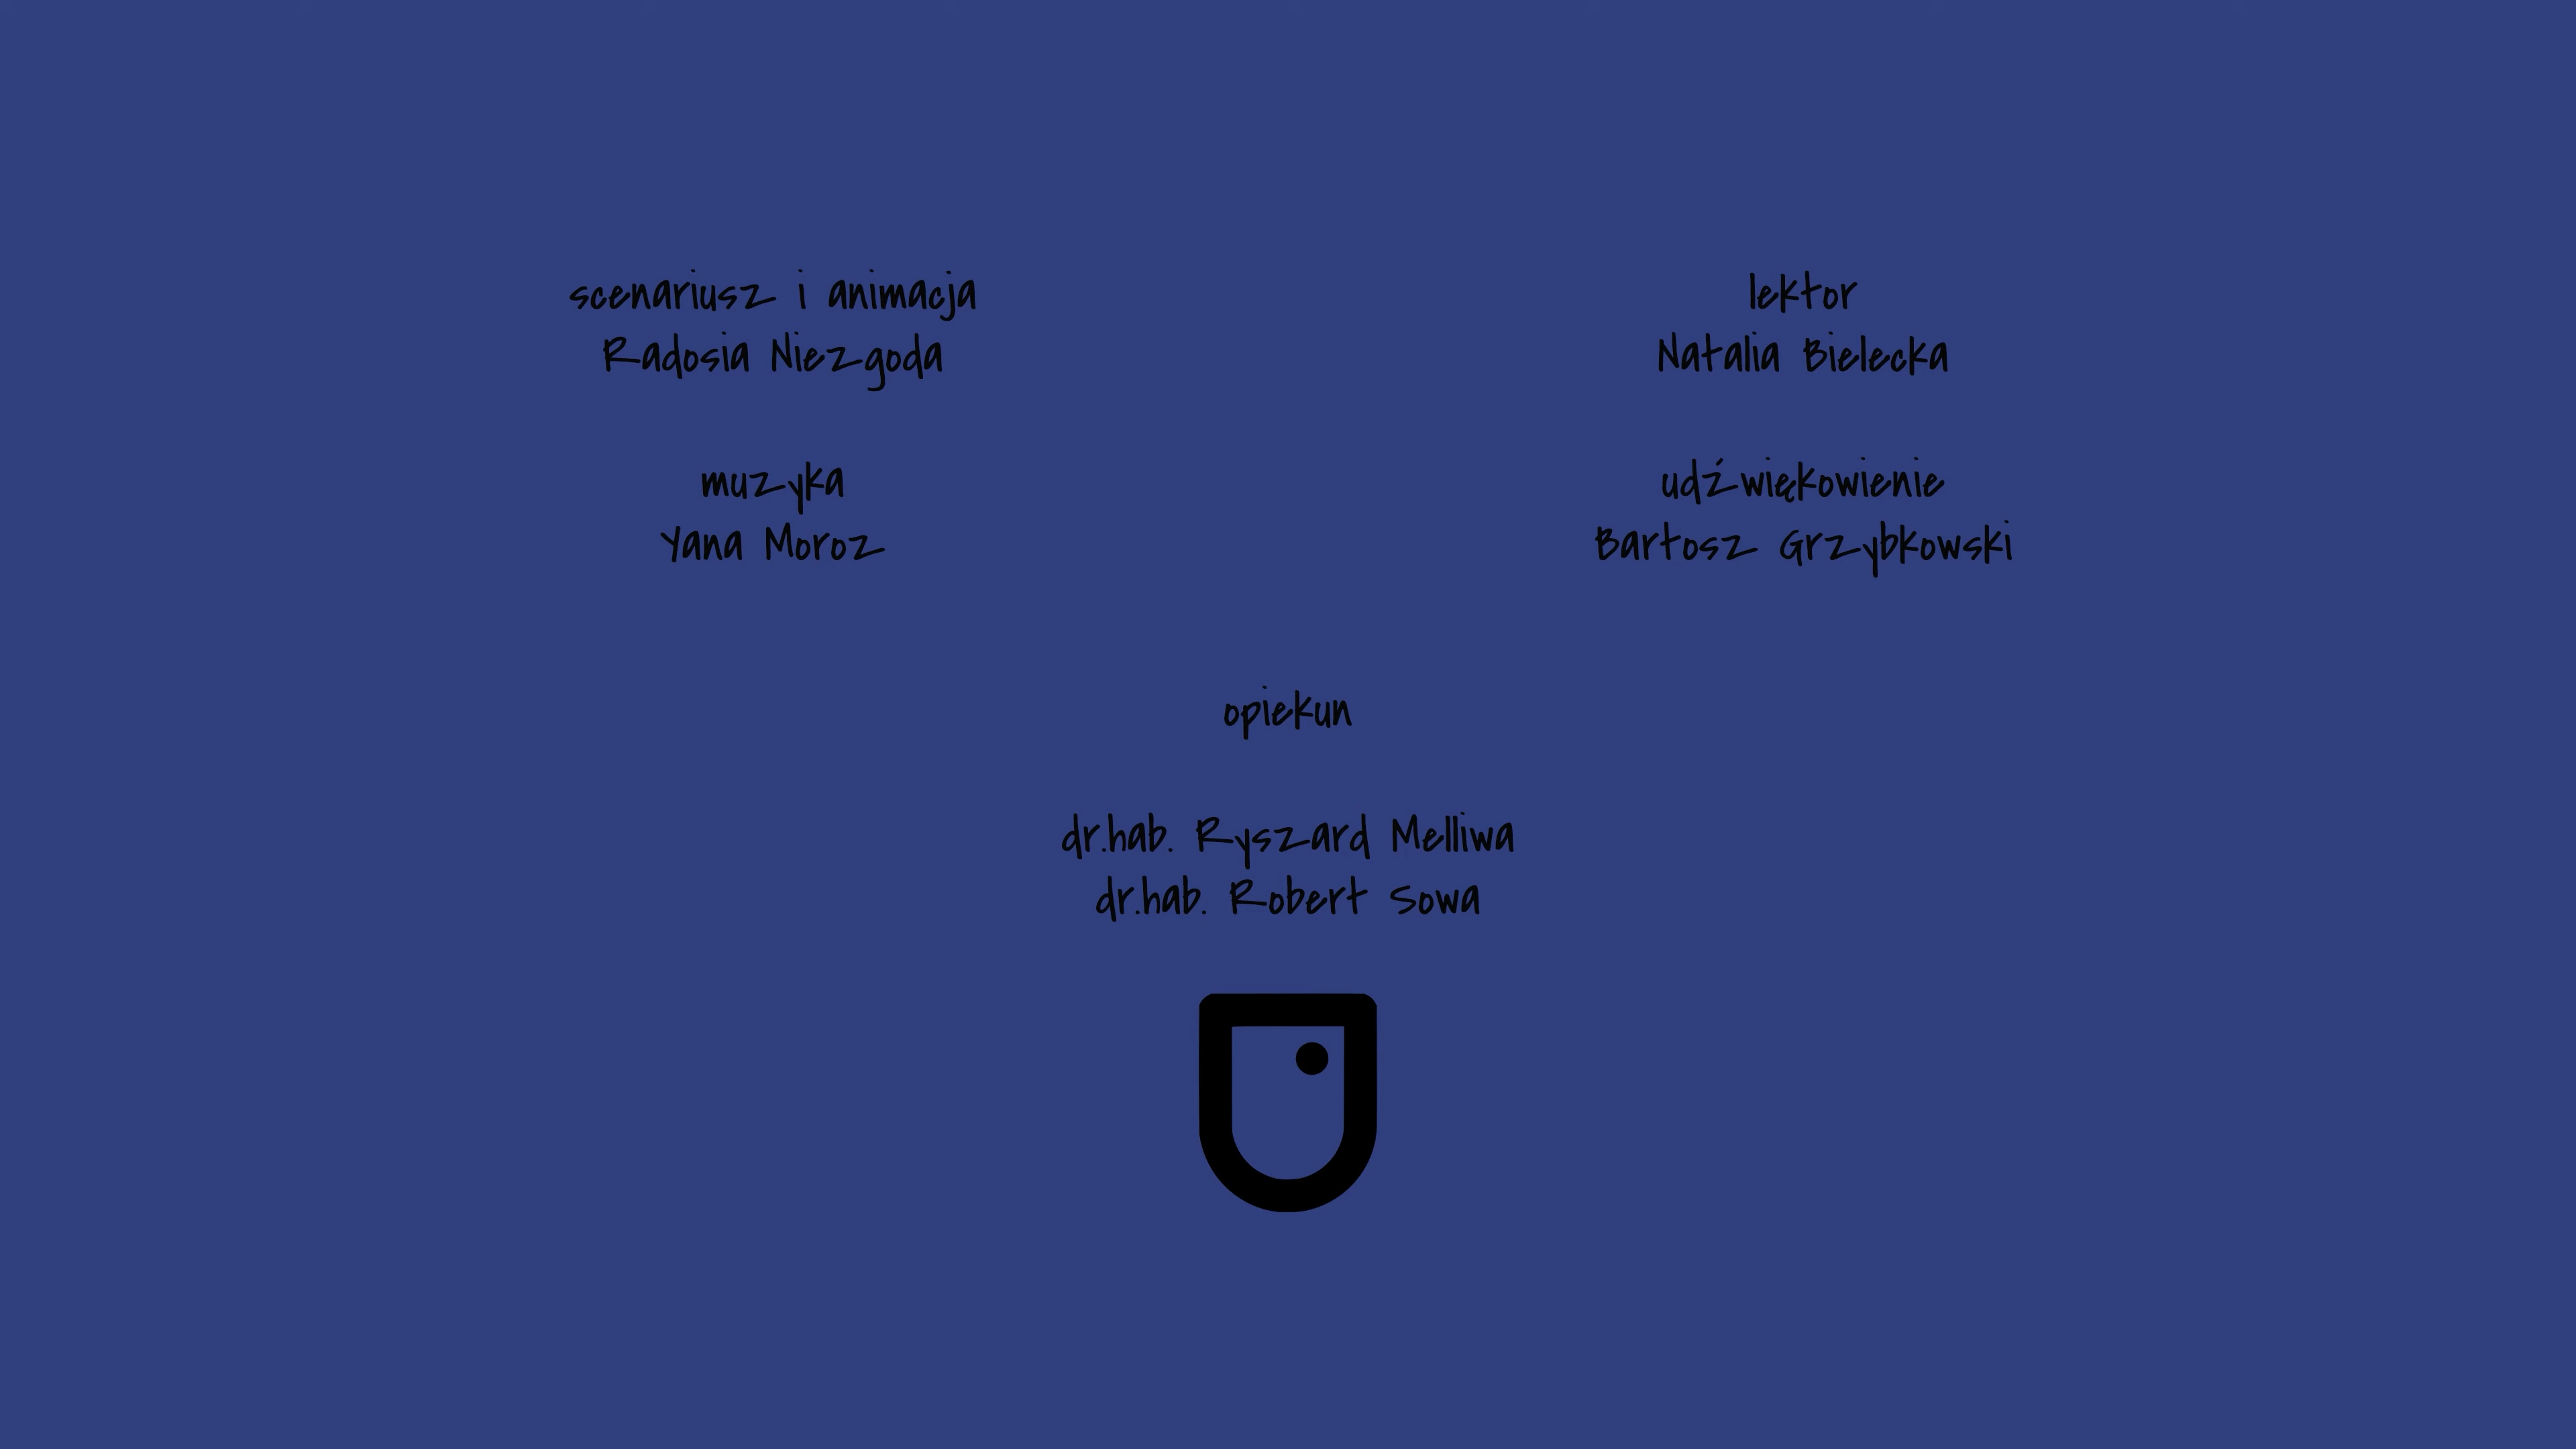 scenariusz i animacja
Radosia Niezgoda
muzyka
Yana Moroz
lektor
Natalia Bielecka
udźwiękowienie
Bartosz Grzybkowski
opiekun
dr.hab. Ryszard Melliwa
dr.hab. Robert Sowa